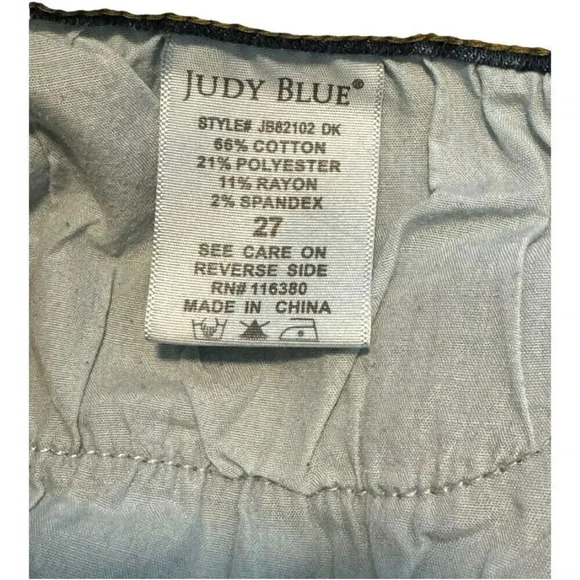 JUDY BLUE®
STYLE# JB82102 DK
66% COTTON
21% POLYESTER
11% RAYON
2% SPANDEX
27
SEE CARE ON
REVERSE SIDE
RN# 116380
MADE IN CHINA